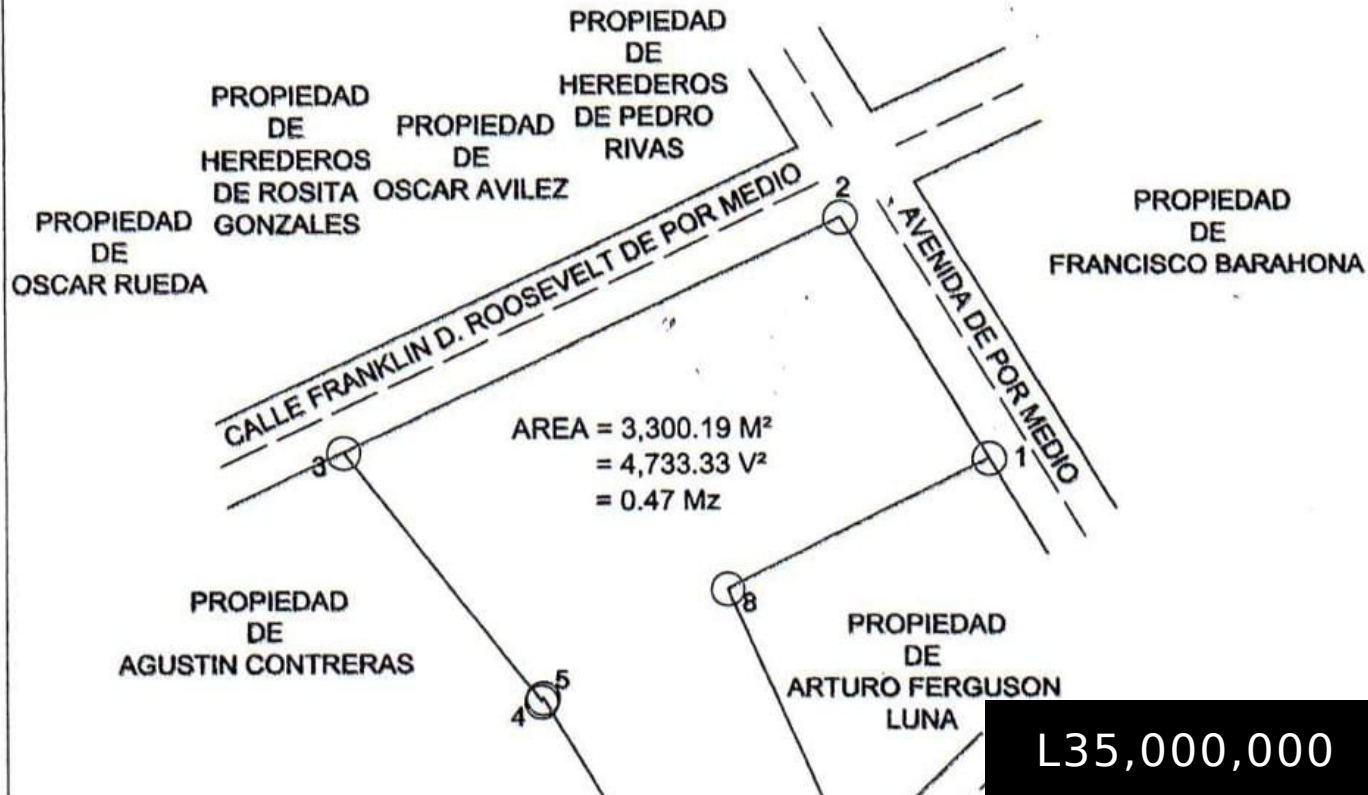 PROPIEDAD
DE
HEREDEROS
DE PEDRO
RIVAS
PROPIEDAD
DE
HEREDEROS
DE ROSITA
GONZALES
PROPIEDAD
DE
OSCAR AVILEZ
PROPIEDAD
DE
OSCAR RUEDA
PROPIEDAD
DE
FRANCISCO BARAHONA
CALLE FRANKLIN D. ROOSEVELT DE POR MEDIO
2
AVENIDA DE POR MEDIO
AREA = 3,300.19 M²
= 4,733.33 V²
= 0.47 Mz
3
1
8
PROPIEDAD
DE
AGUSTIN CONTRERAS
PROPIEDAD
DE
ARTURO FERGUSON
LUNA
5
4
L35,000,000